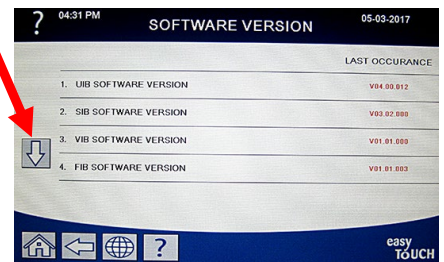 ?
04:31 PM
SOFTWARE VERSION
05-03-2017
LAST OCCURANCE
1. UIB SOFTWARE VERSION V04.00.012
2. SIB SOFTWARE VERSION V03.02.000
3. VIB SOFTWARE VERSION V01.01.000
4. FIB SOFTWARE VERSION V01.01.003
?
easy
TOUCH